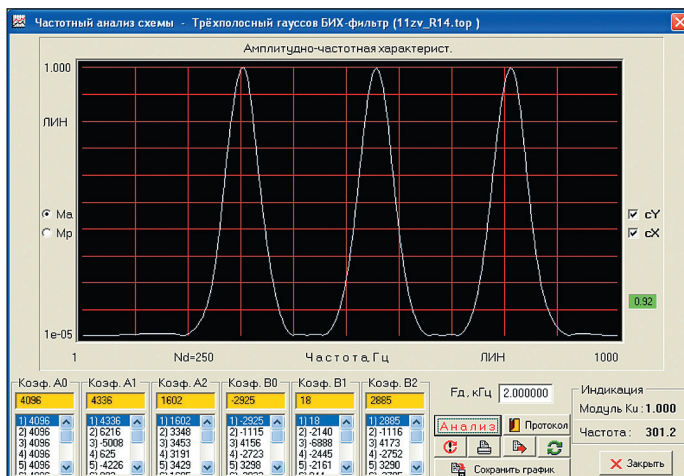 Частотный анализ схемы - Трёхполосный гауссов БИХ-фильтр (11zv_R14.top )
Амплитудно-частотная характерист.
1.000
ЛИН
Ma
Mp
cY
cX
0.92
1e-05
1 Nd=250 Частота, Гц ЛИН 1000
Коэф. A0 Коэф. A1 Коэф. A2 Коэф. B0 Коэф. B1 Коэф. B2
4096 4336 1602 -2925 18 2885
1) 4096 1) 4336 1) 1602 1) -2925 1) 18 1) 2885
2) 4096 2) 6216 2) 3348 2) -1115 2) -2140 2) -1116
3) 4096 3) -5008 3) 3453 3) 4156 3) -6888 3) 4173
4) 4096 4) 625 4) 3191 4) -2723 4) -2445 4) -2752
5) 4096 5) -4226 5) 3429 5) 3298 5) -2161 5) 3290
Fд, кГц 2.000000
Анализ Протокол
Сохранить график
Индикация
Модуль Ku : 1.000
Частота : 301.2
Закрыть